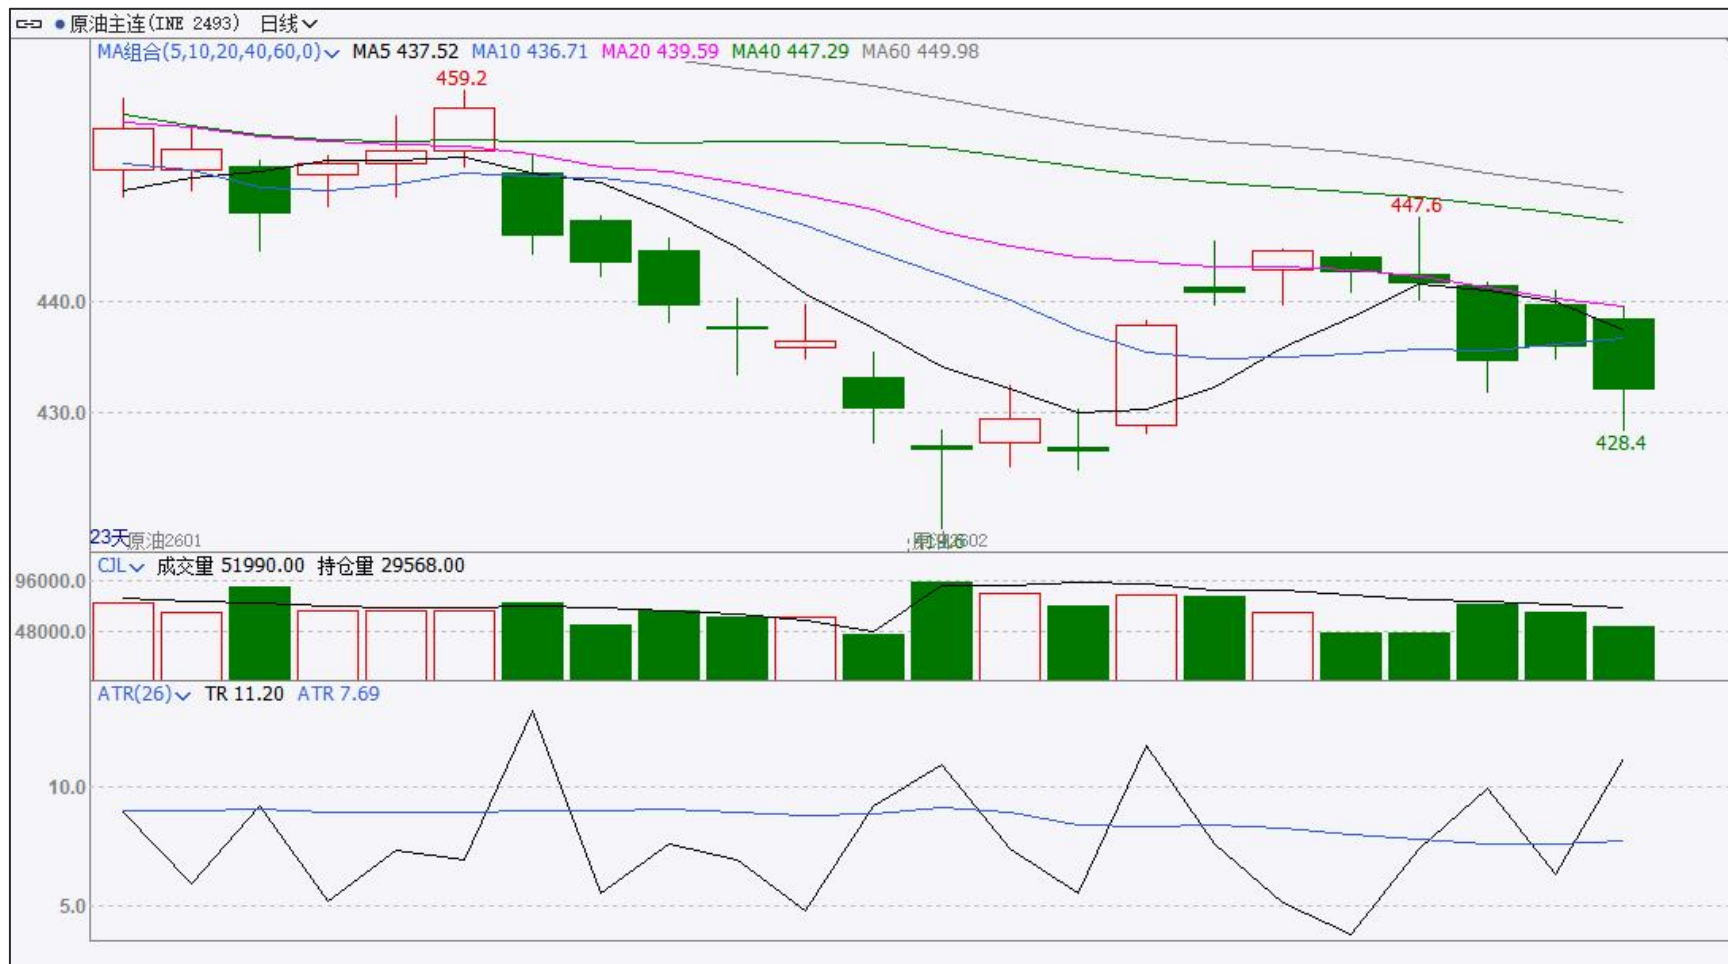 原油主连(INE 2493) 日线
MA组合(5,10,20,40,60,0) MA5 437.52 MA10 436.71 MA20 439.59 MA40 447.29 MA60 449.98
459.2
447.6
440.0
430.0
428.4
23天 原油2601 原油2602
CJL 成交量 51990.00 持仓量 29568.00
96000.0
48000.0
ATR(26) TR 11.20 ATR 7.69
10.0
5.0